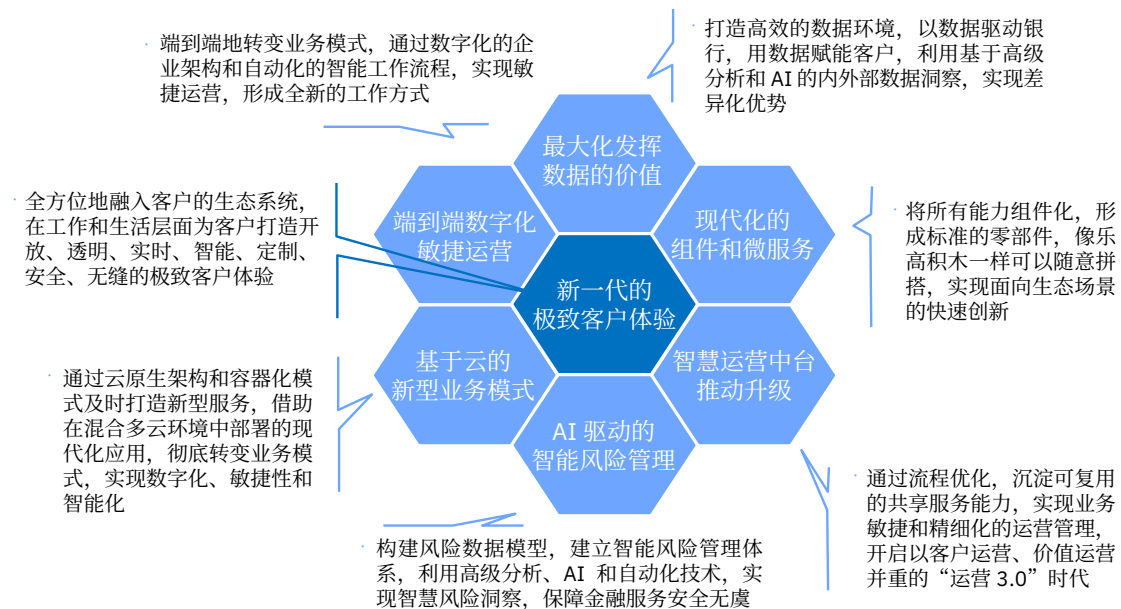 端到端地转变业务模式，通过数字化的企
业架构和自动化的智能工作流程，实现敏
捷运营，形成全新的工作方式
打造高效的数据环境，以数据驱动银
行，用数据赋能客户，利用基于高级
分析和 AI 的内外部数据洞察，实现差
异化优势
最大化发挥
数据的价值
全方位地融入客户的生态系统，
在工作和生活层面为客户打造开
放、透明、实时、智能、定制、
安全、无缝的极致客户体验
端到端数字化
敏捷运营
现代化的
组件和微服务
将所有能力组件化，形
成标准的零部件，像乐
高积木一样可以随意拼
搭，实现面向生态场景
的快速创新
新一代的
极致客户体验
通过云原生架构和容器化模
式及时打造新型服务，借助
在混合多云环境中部署的现
代化应用，彻底转变业务模
式，实现数字化、敏捷性和
智能化
基于云的
新型业务模式
智慧运营中台
推动升级
AI 驱动的
智能风险管理
通过流程优化，沉淀可复用
的共享服务能力，实现业务
敏捷和精细化的运营管理，
开启以客户运营、价值运营
并重的“运营 3.0”时代
构建风险数据模型，建立智能风险管理体
系，利用高级分析、AI 和自动化技术，实
现智慧风险洞察，保障金融服务安全无虞